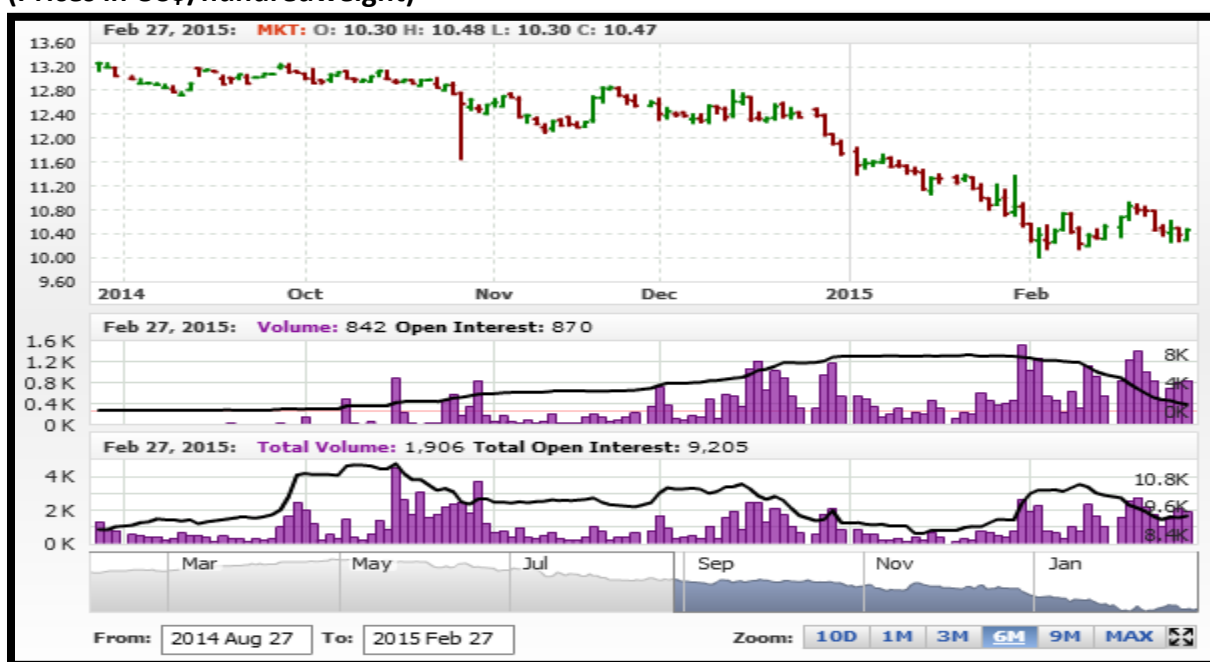 Feb 27, 2015: MKT: O: 10.30 H: 10.48 L: 10.30 C: 10.47
13.60
13.20
12.80
12.40
12.00
11.60
11.20
10.80
10.40
10.00
9.60
2014 Oct Nov Dec 2015 Feb
Feb 27, 2015: Volume: 842 Open Interest: 870
1.6 K
1.2 K 8K
0.8 K 4K
0.4 K 0K
0 K
Feb 27, 2015: Total Volume: 1,906 Total Open Interest: 9,205
4 K 10.8K
2 K 9.6K
0 K 8.4K
Mar May Jul Sep Nov Jan
From: 2014 Aug 27 To: 2015 Feb 27 Zoom: 10D 1M 3M 6M 9M MAX